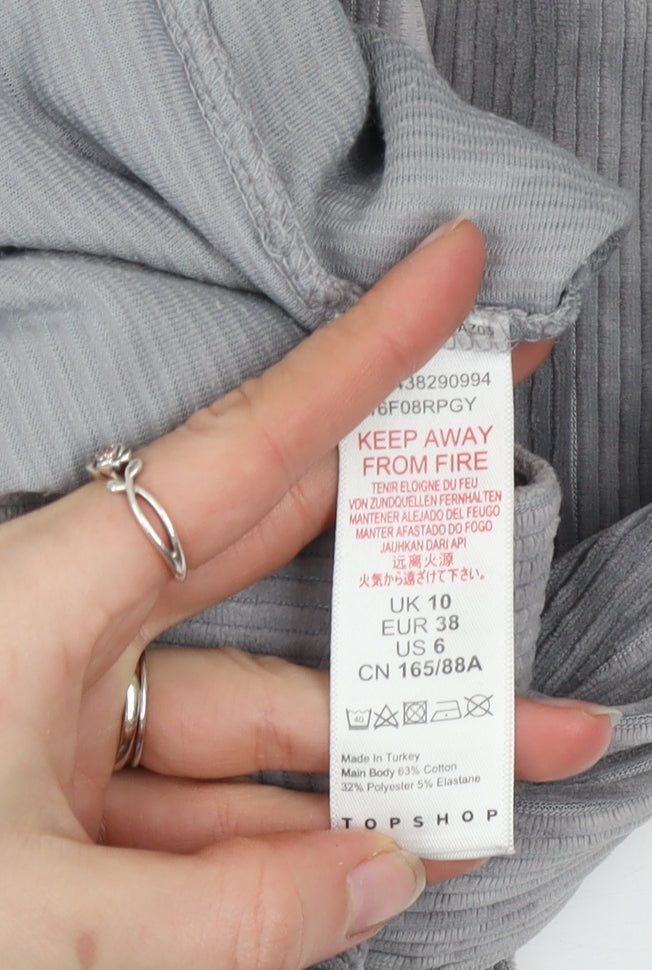 38290994
6F08RPGY
KEEP AWAY
FROM FIRE
TENIR ELOIGNE DU FEU
VON ZUNDQUELLEN FERNHALTEN
MANTENER ALEJADO DEL FEUGO
MANTER AFASTADO DO FOGO
JAUHKAN DARI API
远离火源
火気から遠ざけて下さい。
UK 10
EUR 38
US 6
CN 165/88A
40
Made In Turkey
Main Body 63% Cotton
32% Polyester 5% Elastane
TOPSHOP